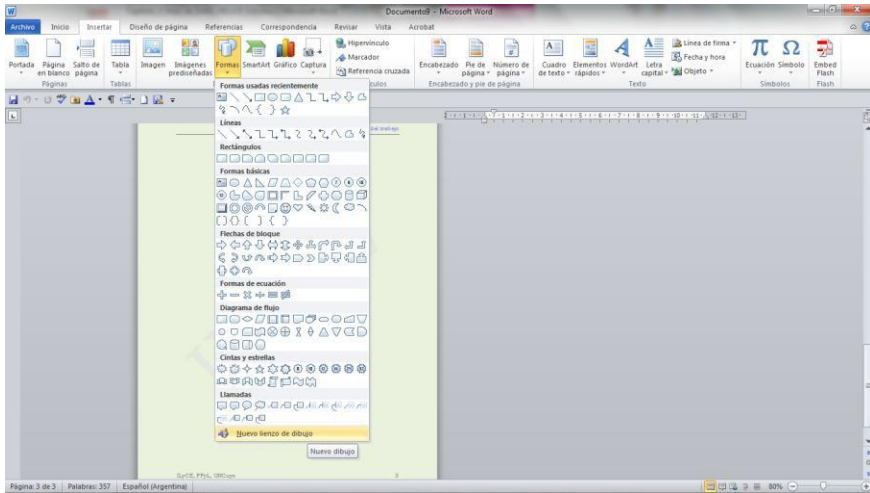 Documento9 - Microsoft Word
Archivo Inicio Insertar Diseño de página Referencias Correspondencia Revisar Vista Acrobat
Portada Página en blanco Salto de página
Páginas
Tabla
Tablas
Imagen Imágenes prediseñadas Formas SmartArt Gráfico Captura
Hipervínculo
Marcador
Referencia cruzada
Encabezado Pie de página Número de página
Encabezado y pie de página
Cuadro de texto Elementos rápidos WordArt Letra capital
Línea de firma
Fecha y hora
Objeto
Texto
Ecuación Símbolo
Símbolos
Embed Flash
Flash
Formas usadas recientemente
Líneas
Rectángulos
Formas básicas
Flechas de bloque
Formas de ecuación
Diagrama de flujo
Cintas y estrellas
Llamadas
Nuevo lienzo de dibujo
Nuevo dibujo
3
Página: 3 de 3 Palabras: 357 Español (Argentina) 80%